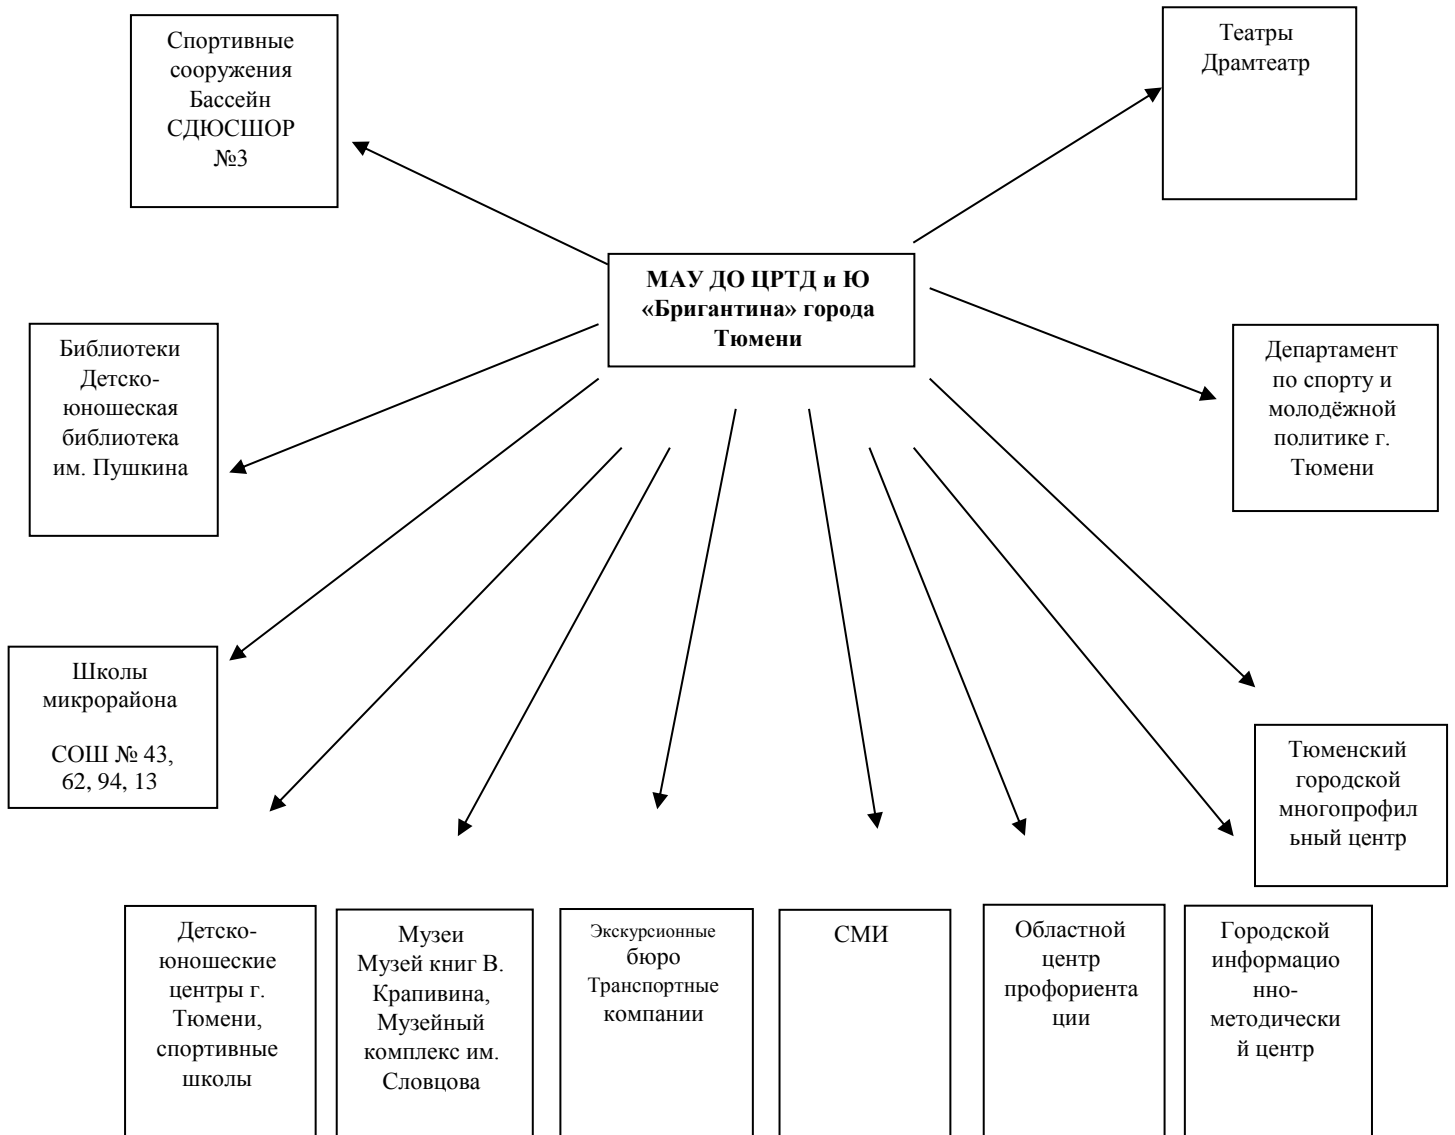 Спортивные
сооружения
Бассейн
СДЮСШОР
№3
Театры
Драмтеатр
МАУ ДО ЦРТД и Ю
«Бригантина» города
Тюмени
Библиотеки
Детско-
юношеская
библиотека
им. Пушкина
Департамент
по спорту и
молодёжной
политике г.
Тюмени
Школы
микрорайона
СОШ № 43,
62, 94, 13
Тюменский
городской
многопрофил
ьный центр
Детско-
юношеские
центры г.
Тюмени,
спортивные
школы
Музеи
Музей книг В.
Крапивина,
Музейный
комплекс им.
Словцова
Экскурсионные
бюро
Транспортные
компании
СМИ
Областной
центр
профориента
ции
Городской
информацио
нно-
методически
й центр